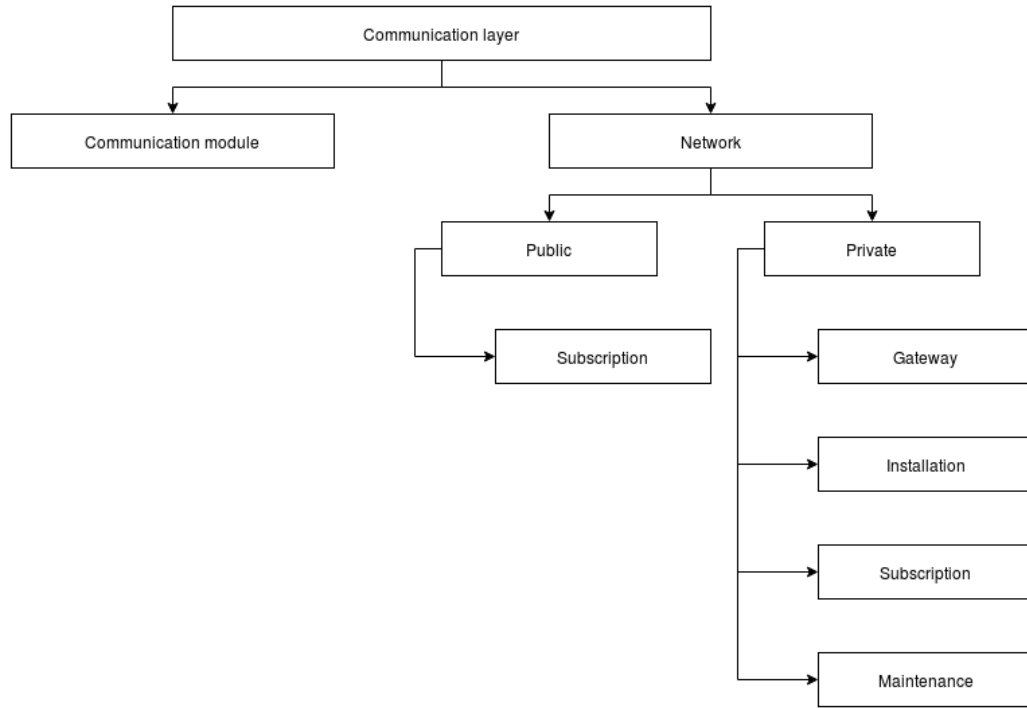 Communication layer
Communication module
Network
Public
Private
Subscription
Gateway
Installation
Subscription
Maintenance